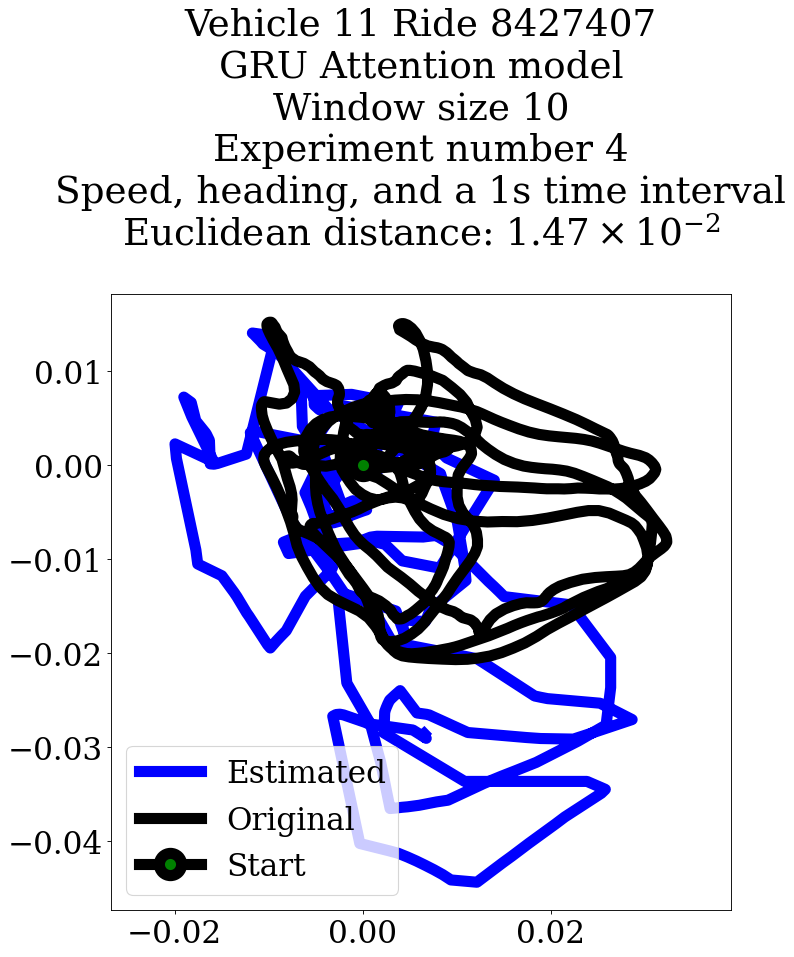 Vehicle 11 Ride 8427407
GRU Attention model
Window size 10
Experiment number 4
Speed, heading, and a 1s time interval
Euclidean distance: 1.47 × 10⁻²
0.01
0.00
−0.01
−0.02
−0.03
−0.04
Estimated
Original
Start
−0.02 0.00 0.02